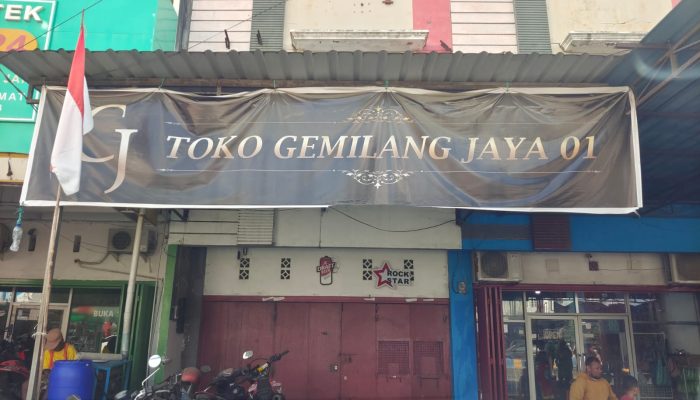 TEK
GJ
TOKO GEMILANG JAYA 01
ROCK
STAR
BUKA